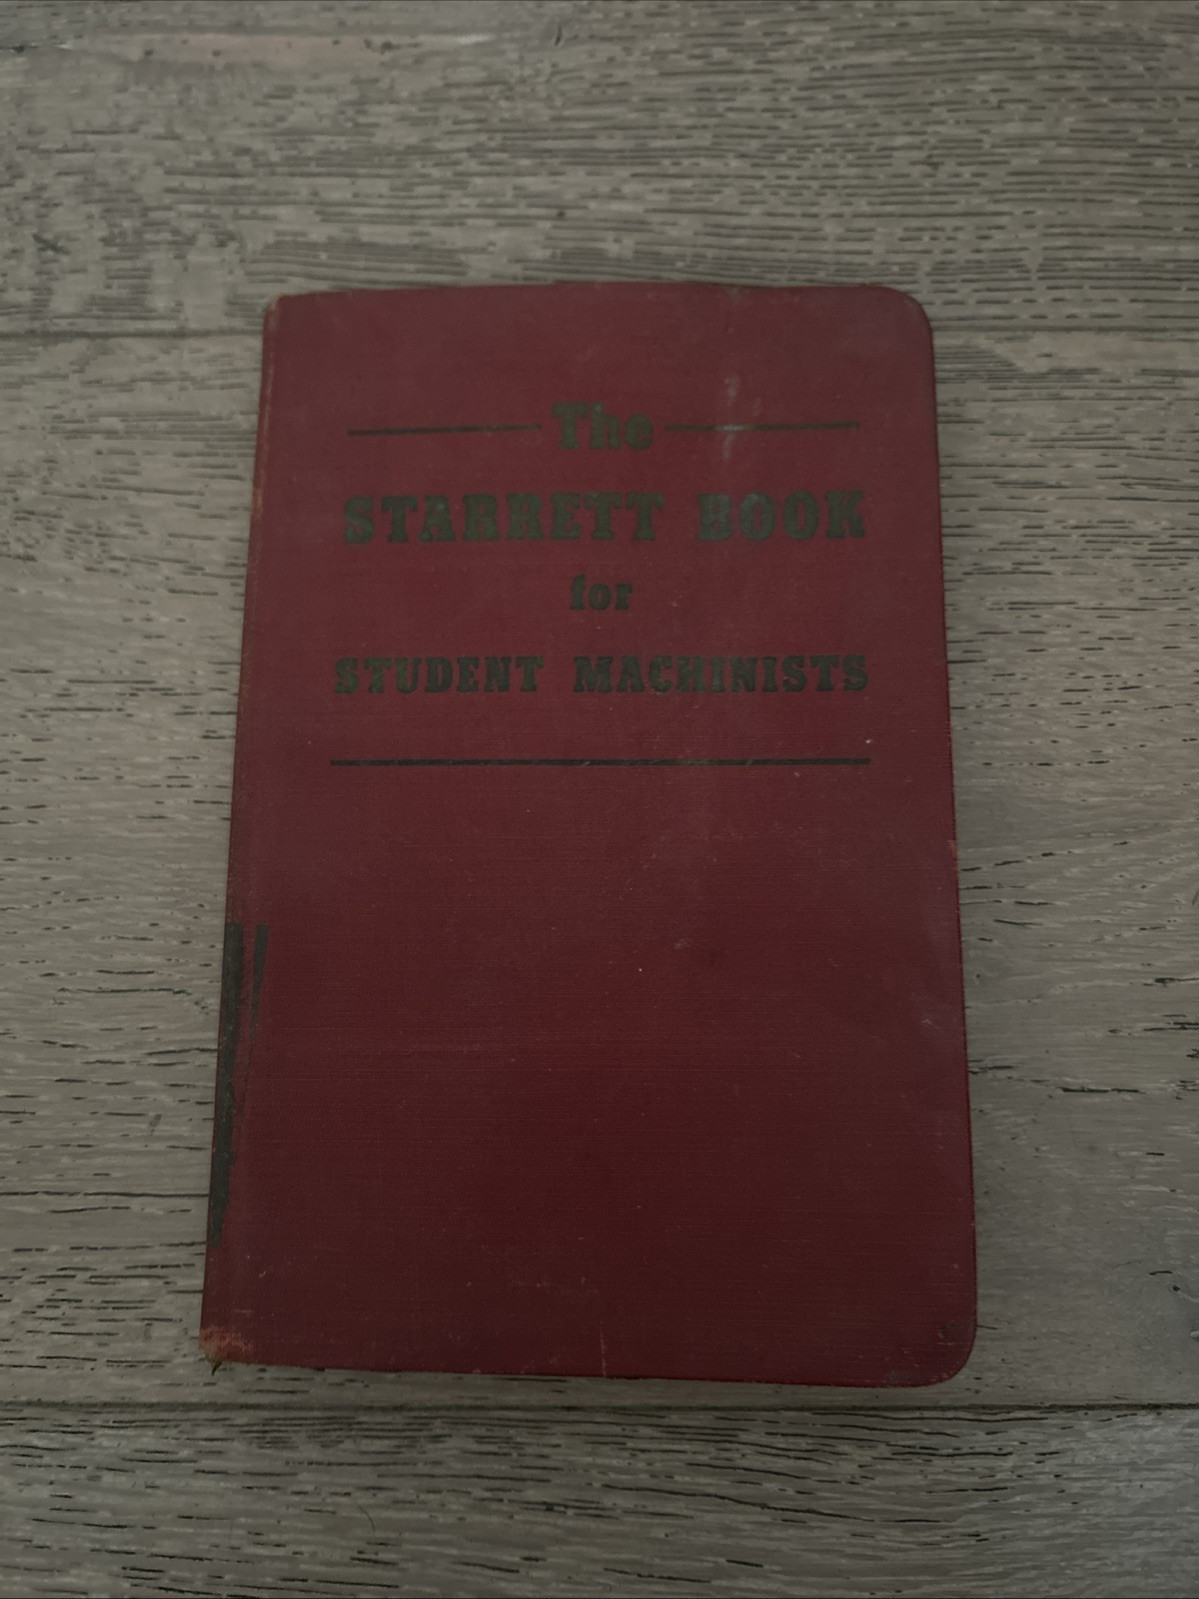 The
STARRETT BOOK
for
STUDENT MACHINISTS